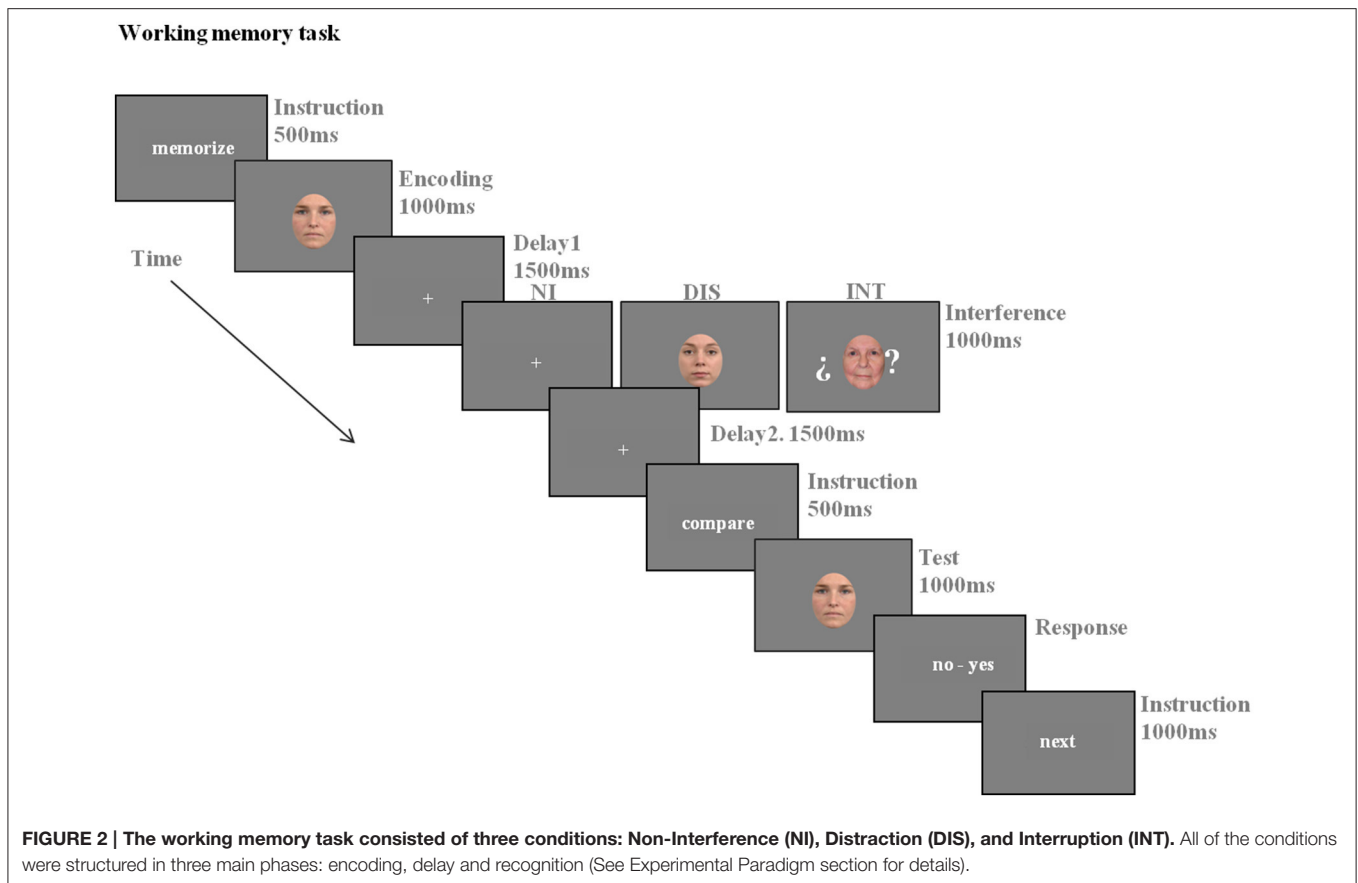 Working memory task
memorize
Instruction
500ms
Encoding
1000ms
Time
+
Delay1
1500ms
NI
DIS
INT
+
¿ ?
Interference
1000ms
+
Delay2. 1500ms
compare
Instruction
500ms
Test
1000ms
no - yes
Response
next
Instruction
1000ms
FIGURE 2 | The working memory task consisted of three conditions: Non-Interference (NI), Distraction (DIS), and Interruption (INT). All of the conditions
were structured in three main phases: encoding, delay and recognition (See Experimental Paradigm section for details).